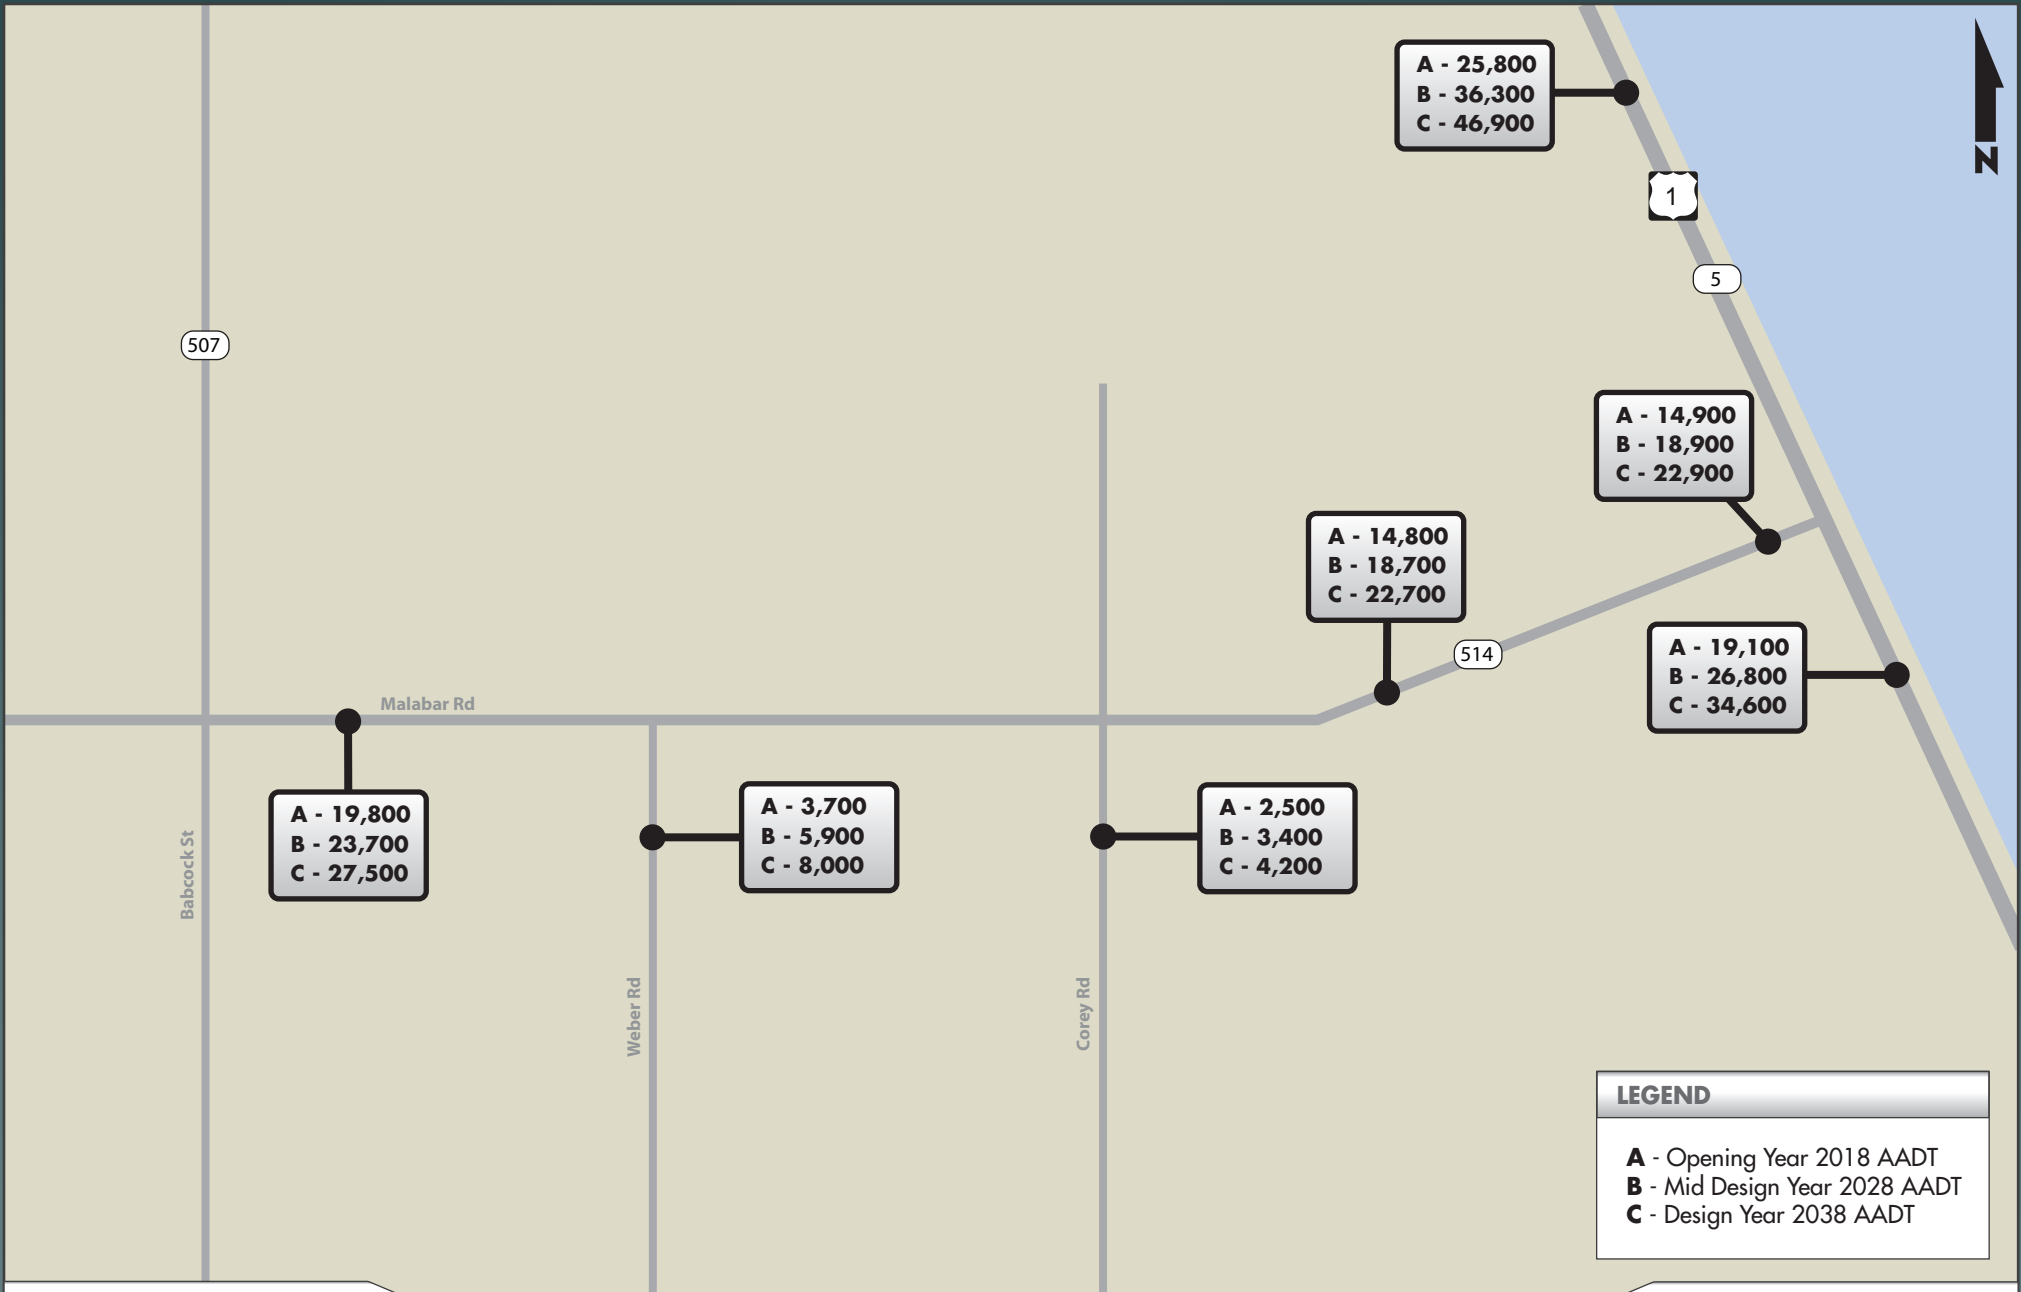 A - 25,800
B - 36,300
C - 46,900
N
1
5
507
A - 14,900
B - 18,900
C - 22,900
A - 14,800
B - 18,700
C - 22,700
514
A - 19,100
B - 26,800
C - 34,600
Malabar Rd
A - 19,800
B - 23,700
C - 27,500
A - 3,700
B - 5,900
C - 8,000
A - 2,500
B - 3,400
C - 4,200
Babcock St
Weber Rd
Corey Rd
LEGEND
A - Opening Year 2018 AADT
B - Mid Design Year 2028 AADT
C - Design Year 2038 AADT